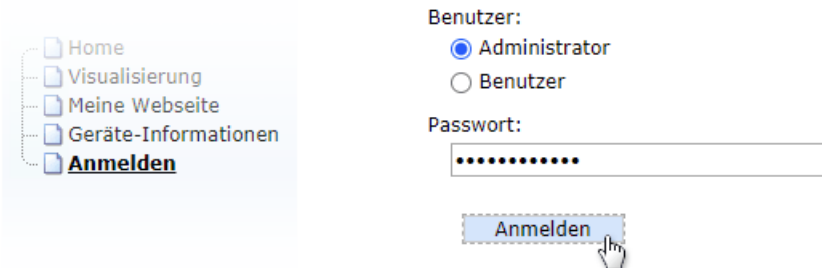 Home
Visualisierung
Meine Webseite
Geräte-Informationen
Anmelden
Benutzer:
Administrator
Benutzer
Passwort:
••••••••••••
Anmelden